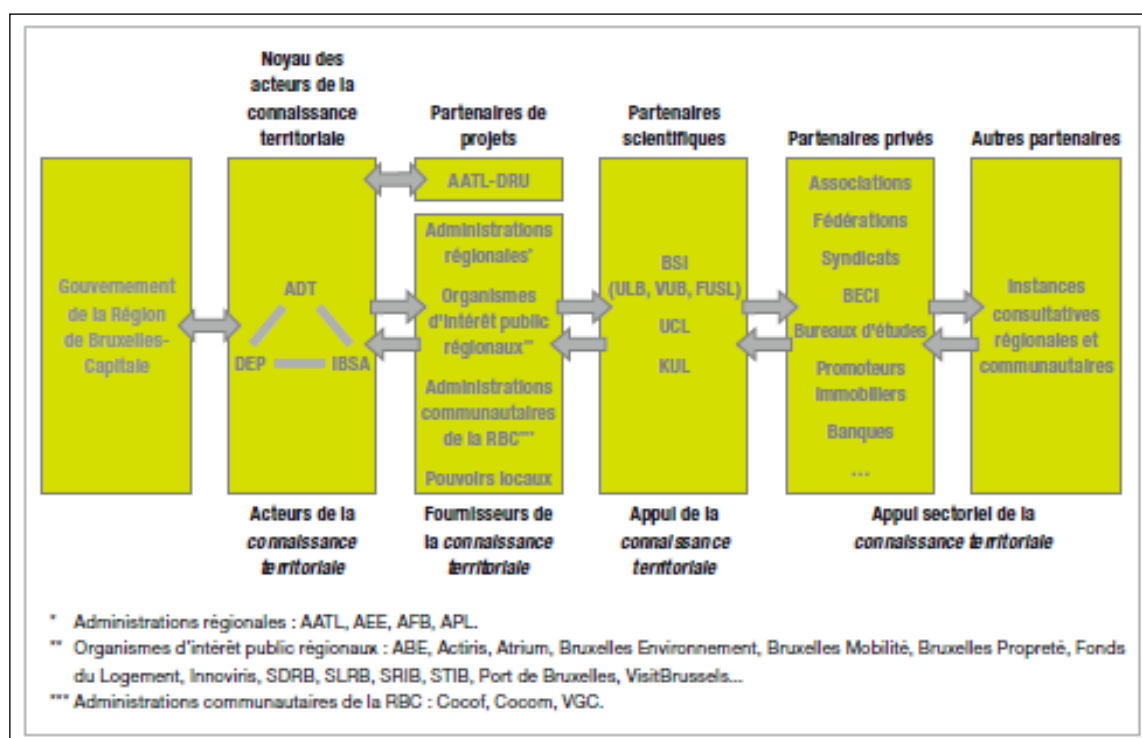 Noyau des
acteurs de la
connaissance
territoriale
Partenaires de
projets
Partenaires
scientifiques
Partenaires privés
Autres partenaires
Gouvernement
de la Région
de Bruxelles-
Capitale
ADT
DEP
IBSA
AATL-DRU
Administrations
régionales*
Organismes
d'intérêt public
régionaux**
Administrations
communautaires
de la RBC***
Pouvoirs locaux
BSI
(ULB, VUB, FUSL)
UCL
KUL
Associations
Fédérations
Syndicats
BECI
Bureaux d'études
Promoteurs
Immobiliers
Banques
...
Instances
consultatives
régionales et
communautaires
Acteurs de la
connaissance
territoriale
Fournisseurs de
la connaissance
territoriale
Appui de la
connaissance
territoriale
Appui sectoriel de la
connaissance territoriale
* Administrations régionales : AATL, AEE, AFB, APL.
** Organismes d'intérêt public régionaux : ABE, Actiris, Atrium, Bruxelles Environnement, Bruxelles Mobilité, Bruxelles Propreté, Fonds
du Logement, Innoviris, SDRB, SLRB, SRIB, STIB, Port de Bruxelles, VisitBrussels...
*** Administrations communautaires de la RBC : Cocof, Cocom, VGC.